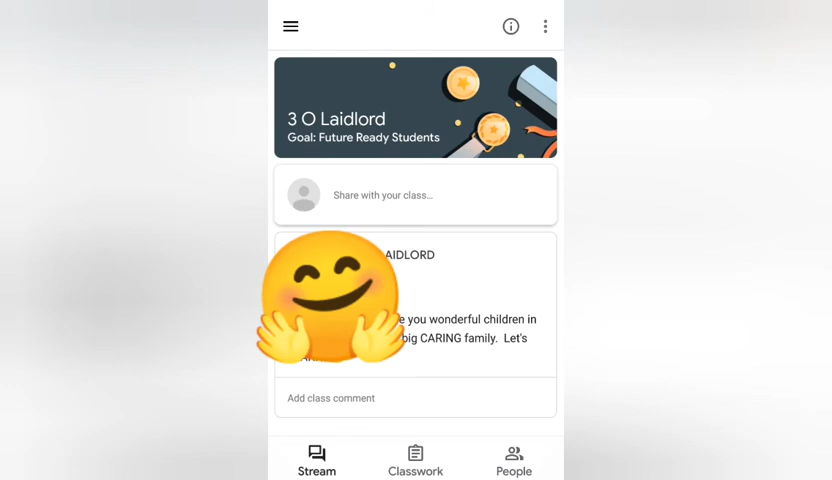 3 O Laidlord
Goal: Future Ready Students
Share with your class...
AIDLORD
you wonderful children in
big CARING family. Let's
Add class comment
Stream
Classwork
People